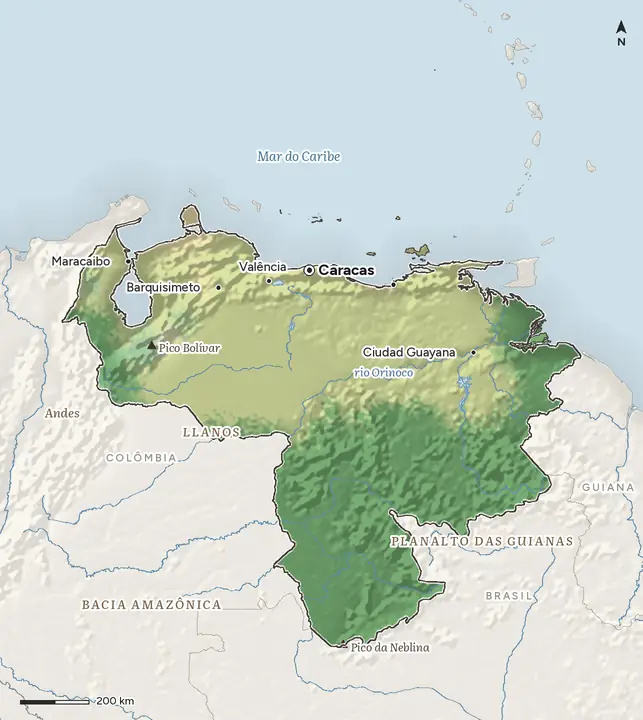 N
Mar do Caribe
Maracaibo
Valência
Caracas
Barquisimeto
Pico Bolívar
Ciudad Guayana
rio Orinoco
Andes
LLANOS
COLÔMBIA
GUIANA
PLANALTO DAS GUIANAS
BACIA AMAZÔNICA
BRASIL
Pico da Neblina
200 km